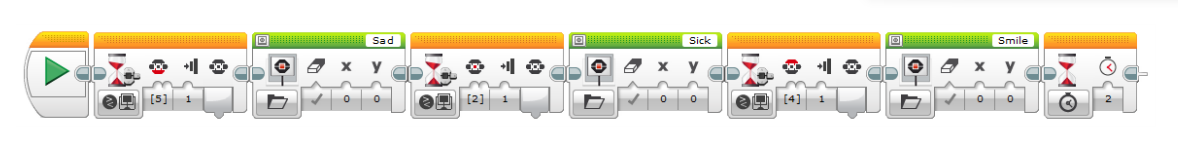 Sad
Sick
Smile
x y
x y
x y
[5] 1
0 0
[2] 1
0 0
[4] 1
0 0
2